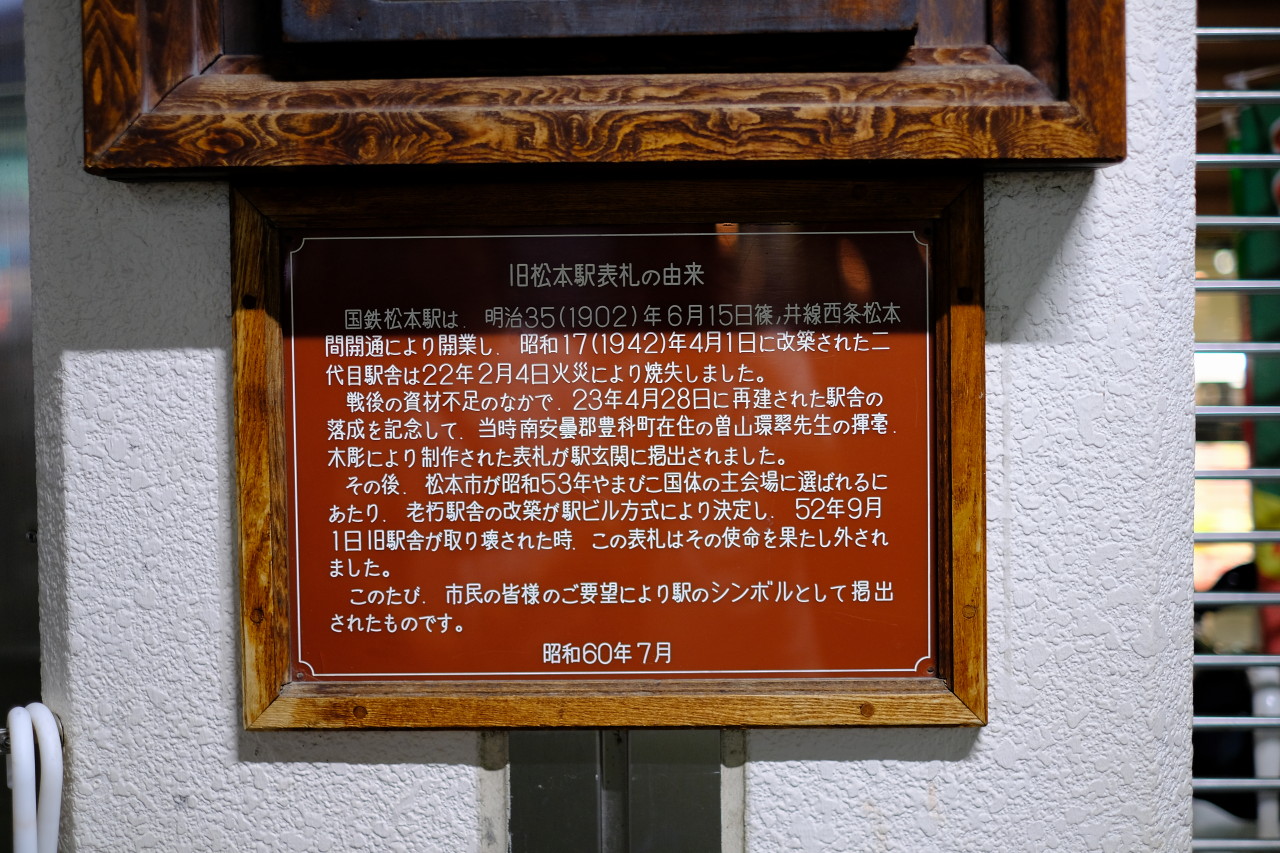 旧松本駅表札の由来
国鉄松本駅は、明治35(1902)年6月15日篠ノ井線西条松本
間開通により開業し、昭和17(1942)年4月1日に改築された二
代目駅舎は22年2月4日火災により焼失しました。
戦後の資材不足のなかで、23年4月28日に再建された駅舎の
落成を記念して、当時南安曇郡豊科町在住の曽山環翠先生の揮毫、
木彫により制作された表札が駅玄関に掲出されました。
その後、松本市が昭和53年やまびこ国体の主会場に選ばれるに
あたり、老朽駅舎の改築が駅ビル方式により決定し、52年9月
1日旧駅舎が取り壊された時、この表札はその使命を果たし外され
ました。
このたび、市民の皆様のご要望により駅のシンボルとして掲出
されたものです。
昭和60年7月